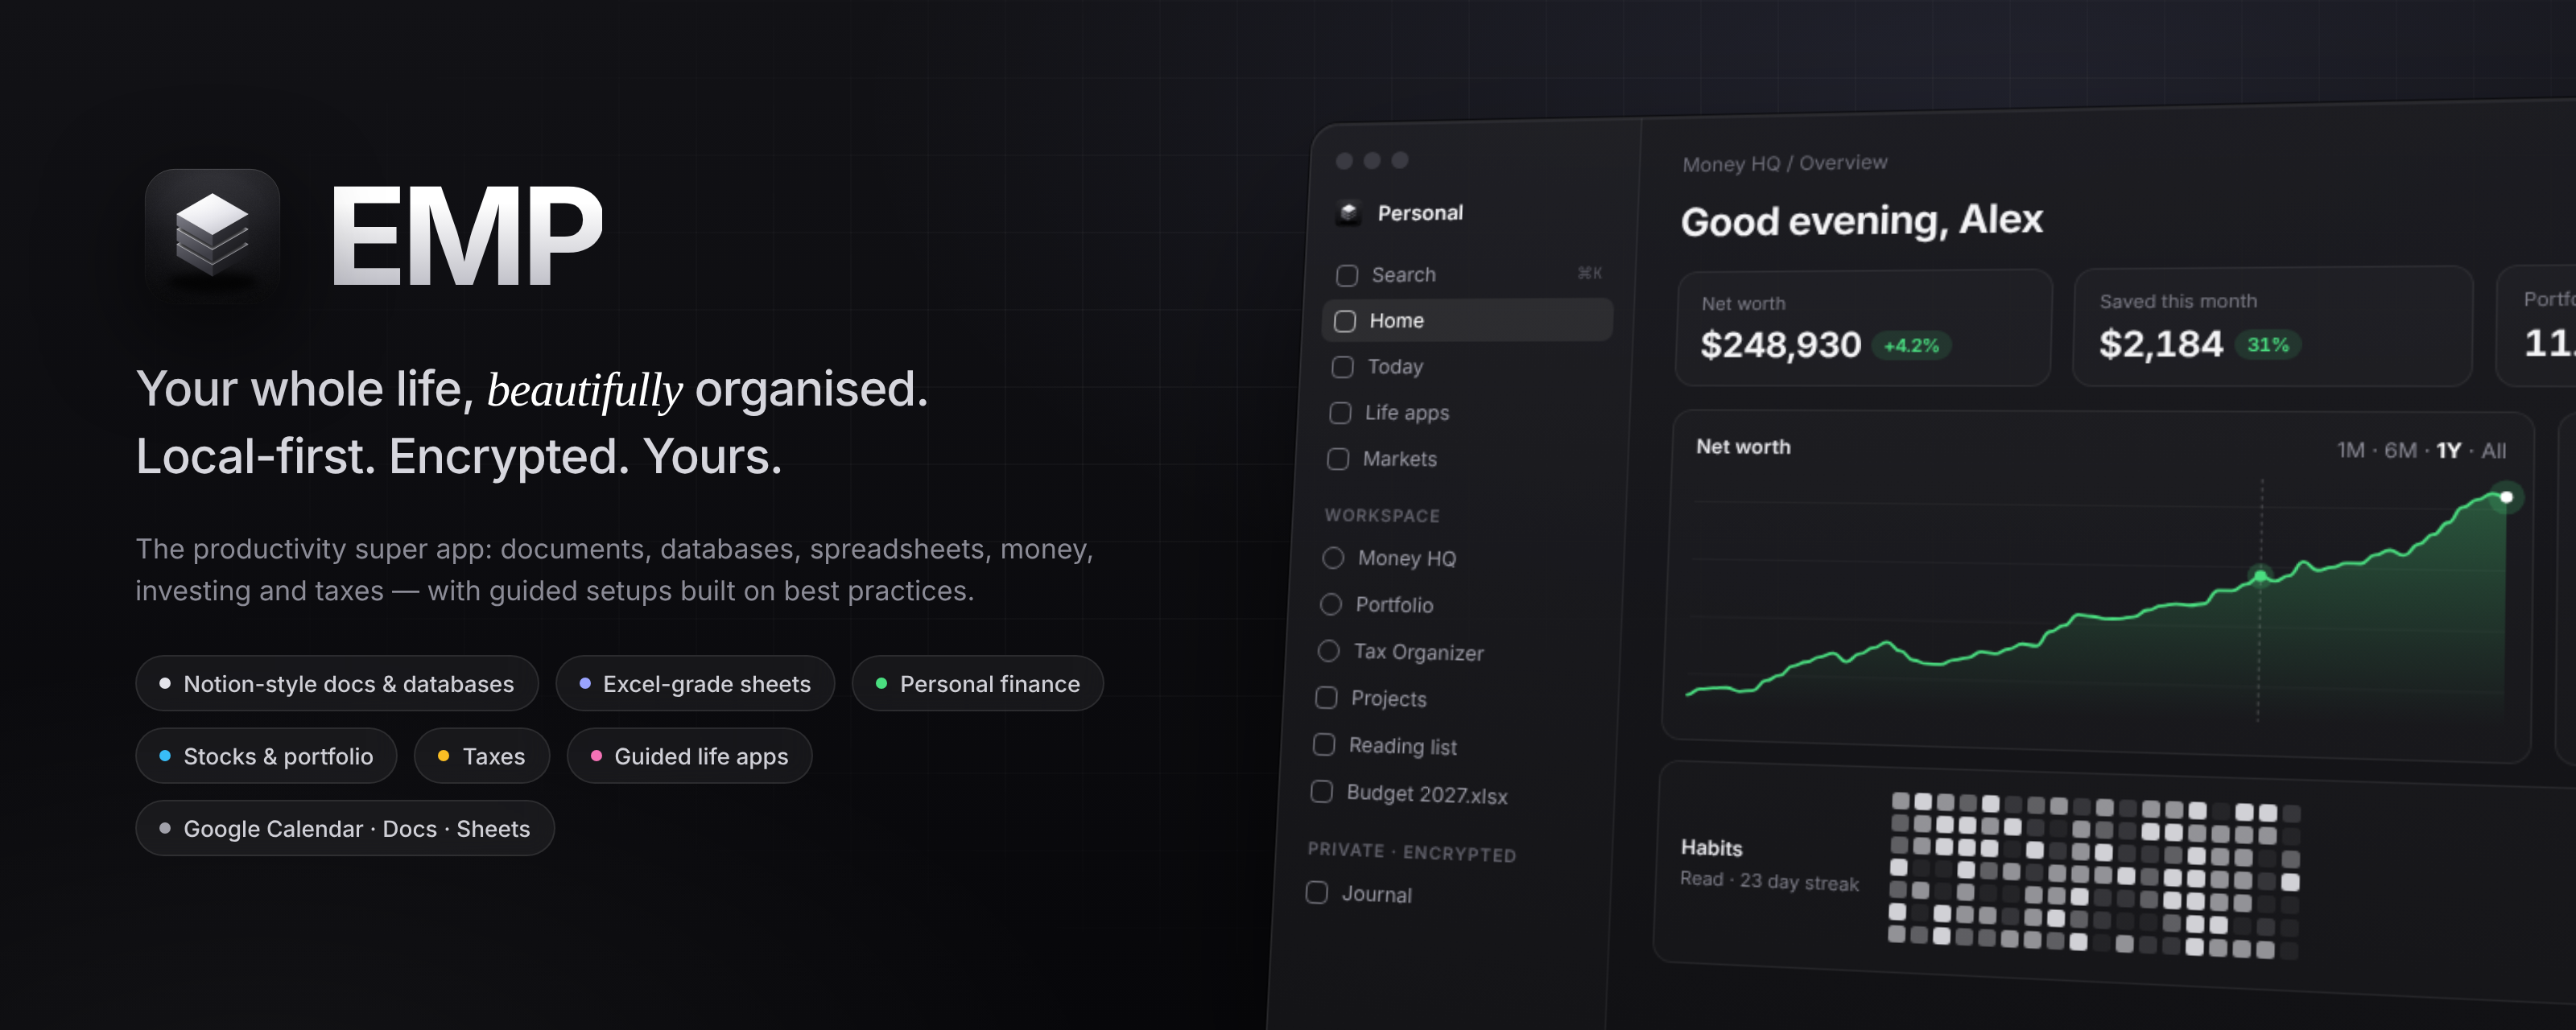 EMP
Your whole life, beautifully organised.
Local-first. Encrypted. Yours.
The productivity super app: documents, databases, spreadsheets, money,
investing and taxes — with guided setups built on best practices.
Notion-style docs & databases
Excel-grade sheets
Personal finance
Stocks & portfolio
Taxes
Guided life apps
Google Calendar · Docs · Sheets
Personal
Search ⌘K
Home
Today
Life apps
Markets
WORKSPACE
Money HQ
Portfolio
Tax Organizer
Projects
Reading list
Budget 2027.xlsx
PRIVATE · ENCRYPTED
Journal
Money HQ / Overview
Good evening, Alex
Net worth
$248,930 +4.2%
Saved this month
$2,184 31%
Net worth
1M · 6M · 1Y · All
Habits
Read · 23 day streak